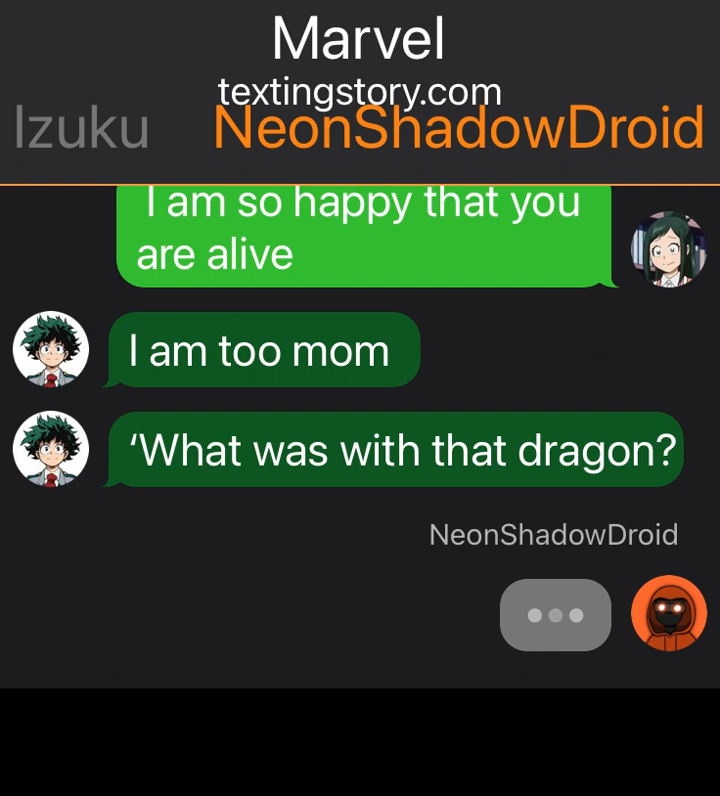 Marvel
textingstory.com
Izuku NeonShadowDroid
I am so happy that you
are alive
I am too mom
‘What was with that dragon?
NeonShadowDroid